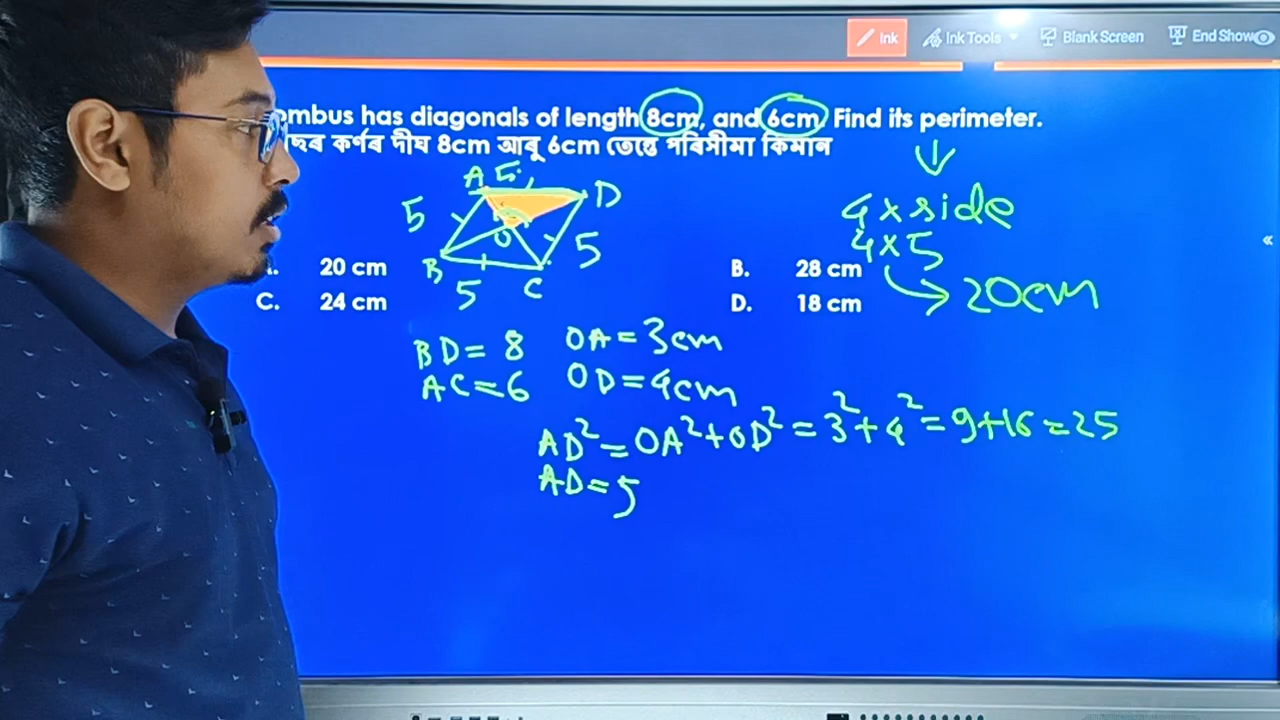 Ink Ink Tools Blank Screen End Show
ombus has diagonals of length 8cm, and 6cm. Find its perimeter.
ছৰ কৰ্ণৰ দীঘ 8cm আৰু 6cm তেন্তে পৰিসীমা কিমান
A 5 D
5 O 5
B 5 C
4 x side
4 x 5
20cm
20 cm
B. 28 cm
C. 24 cm
D. 18 cm
BD = 8 OA = 3cm
AC = 6 OD = 4cm
AD² = OA² + OD² = 3² + 4² = 9 + 16 = 25
AD = 5